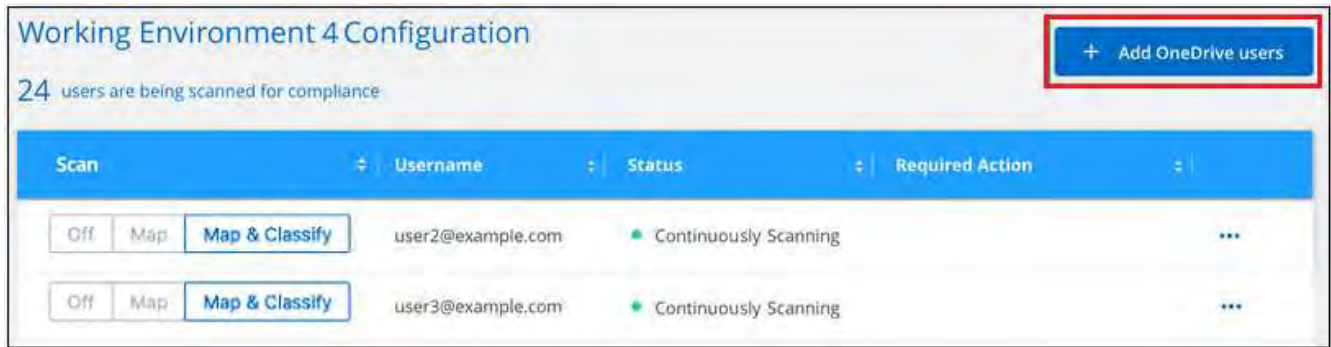 Working Environment 4 Configuration
+ Add OneDrive users
24 users are being scanned for compliance
Scan Username Status Required Action
Off Map Map & Classify user2@example.com Continuously Scanning ...
Off Map Map & Classify user3@example.com Continuously Scanning ...